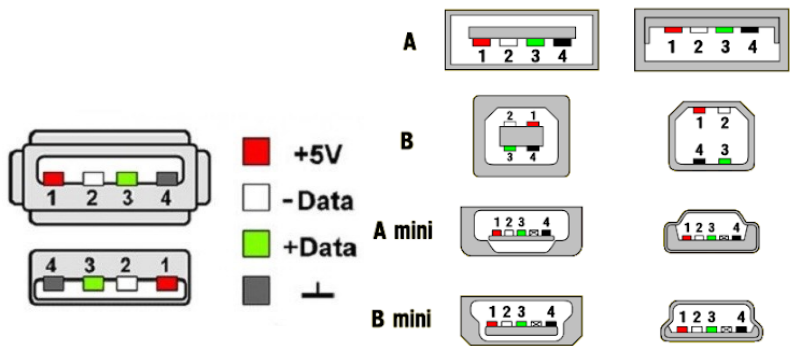 1 2 3 4
4 3 2 1
+5V
-Data
+Data
A
1 2 3 4
1 2 3 4
B
2 1
3 4
1 2
4 3
A mini
1 2 3 4
1 2 3 4
B mini
1 2 3 4
1 2 3 4